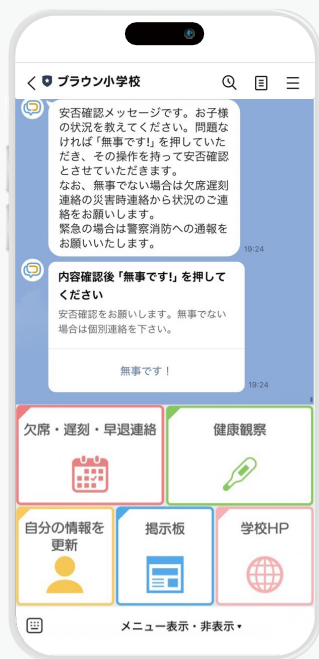 ブラウン小学校
安否確認メッセージです。お子様
の状況を教えてください。問題な
ければ「無事です!」を押していた
だき、その操作を持って安否確認
とさせていただきます。
なお、無事でない場合は欠席遅刻
連絡の災害時連絡から状況のご連
絡をお願いします。
緊急の場合は警察消防への通報を
お願いいたします。
19:24
内容確認後「無事です!」を押して
ください
安否確認をお願いします。無事でない
場合は個別連絡を下さい。
無事です！
19:24
欠席・遅刻・早退連絡
健康観察
自分の情報を
更新
掲示板
学校HP
メニュー表示・非表示▾